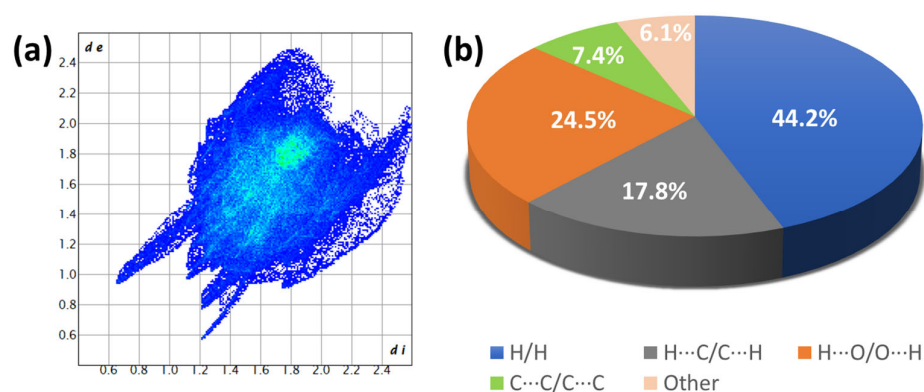 (a)
d e
2.4
2.2
2.0
1.8
1.6
1.4
1.2
1.0
0.8
0.6
0.6 0.8 1.0 1.2 1.4 1.6 1.8 2.0 2.2 2.4
d i
(b)
6.1%
7.4%
24.5%
44.2%
17.8%
H/H H···C/C···H H···O/O···H
C···C/C···C Other